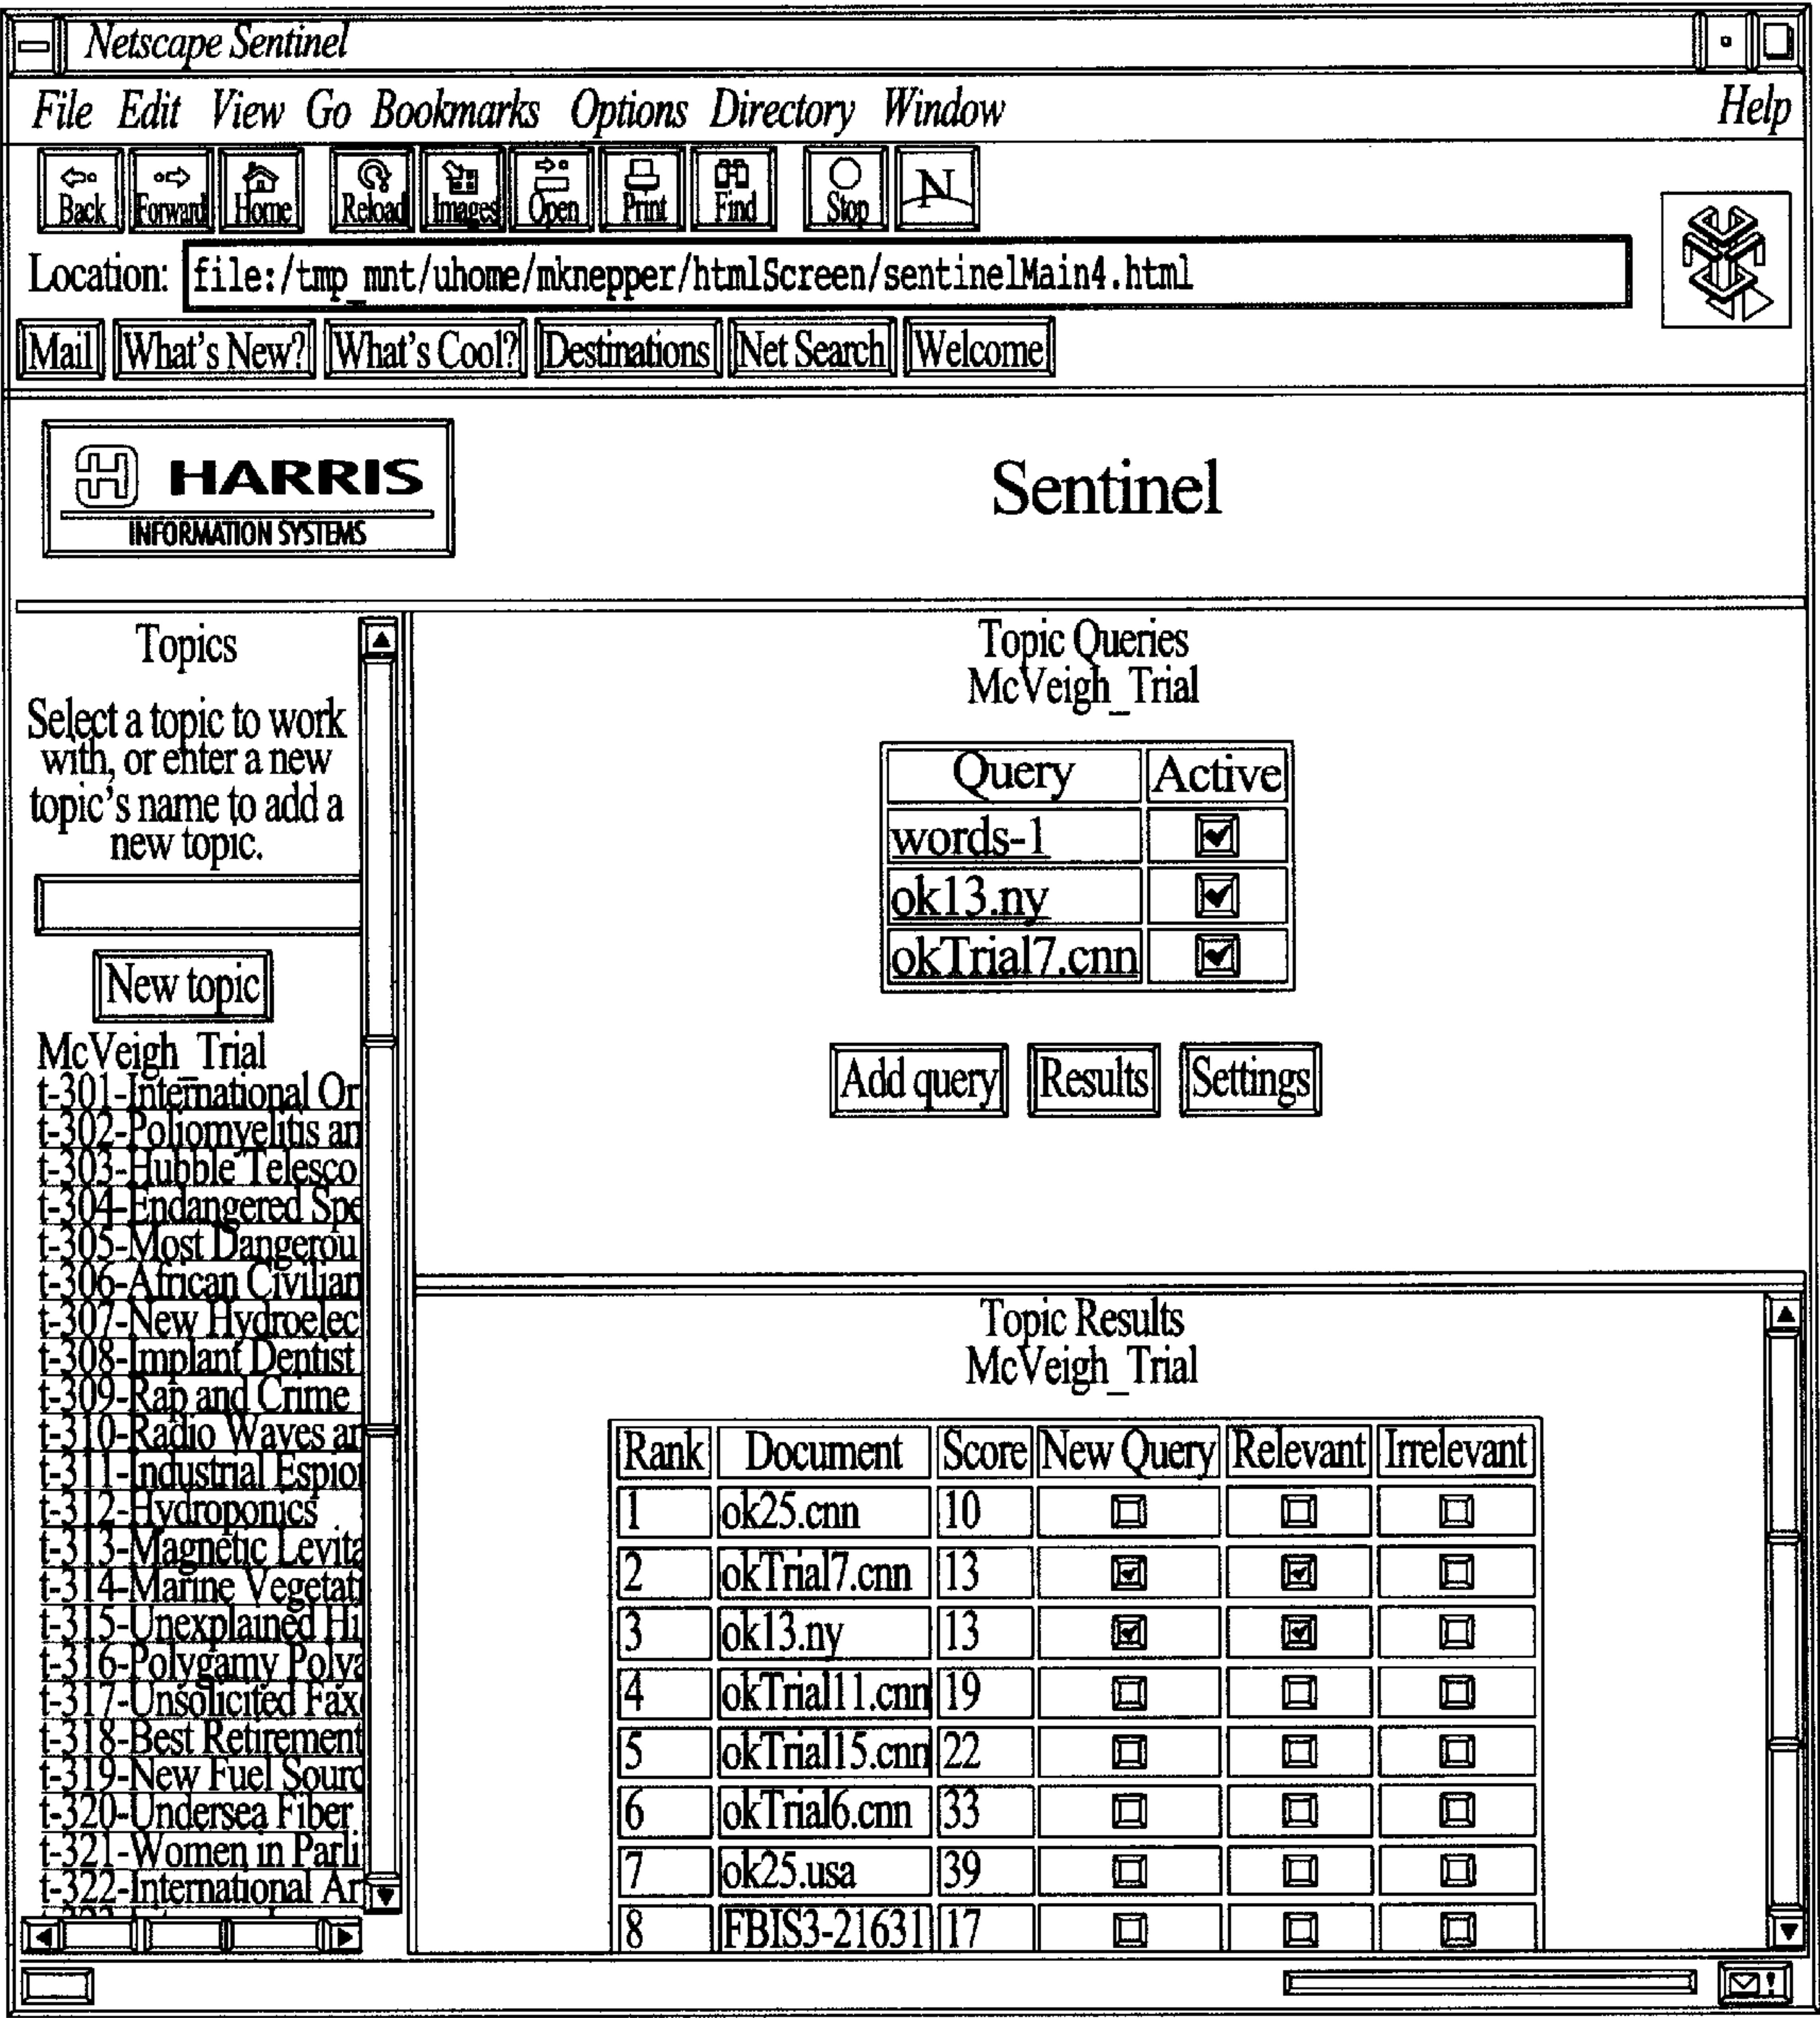 Netscape Sentinel
File Edit View Go Bookmarks Options Directory Window Help
Back Forward Home Reload Images Open Print Find Stop N
Location: file:/tmp_mnt/uhome/mknepper/htmlScreen/sentinelMain4.html
Mail What's New? What's Cool? Destinations Net Search Welcome
HARRIS
INFORMATION SYSTEMS
Sentinel
Topics
Select a topic to work
with, or enter a new
topic's name to add a
new topic.
New topic
McVeigh_Trial
t-301-International Or
t-302-Poliomyelitis an
t-303-Hubble Telesco
t-304-Endangered Spe
t-305-Most Dangerou
t-306-African Civilian
t-307-New Hydroelec
t-308-Implant Dentist
t-309-Rap and Crime
t-310-Radio Waves an
t-311-Industrial Espion
t-312-Hydroponics
t-313-Magnetic Levita
t-314-Marine Vegetati
t-315-Unexplained Hi
t-316-Polygamy Polya
t-317-Unsolicited Faxe
t-318-Best Retirement
t-319-New Fuel Sourc
t-320-Undersea Fiber
t-321-Women in Parli
t-322-International Ar
Topic Queries
McVeigh_Trial
Query Active
words-1
ok13.ny
okTrial7.cnn
Add query Results Settings
Topic Results
McVeigh_Trial
Rank Document Score New Query Relevant Irrelevant
1 ok25.cnn 10
2 okTrial7.cnn 13
3 ok13.ny 13
4 okTrial11.cnn 19
5 okTrial15.cnn 22
6 okTrial6.cnn 33
7 ok25.usa 39
8 FBIS3-21631 17